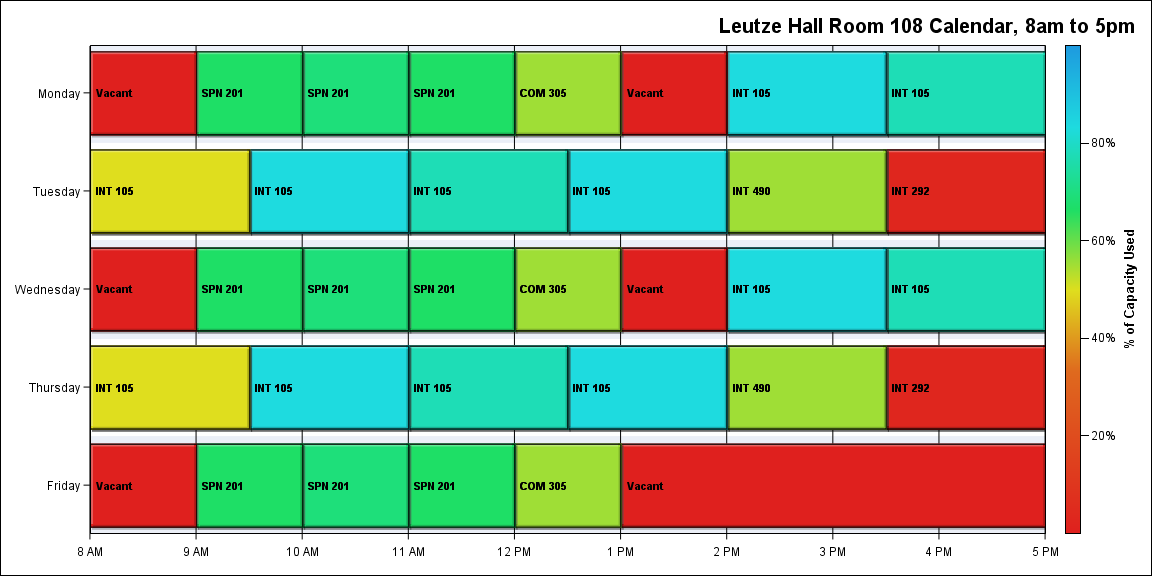 Leutze Hall Room 108 Calendar, 8am to 5pm
Monday
Vacant
SPN 201
SPN 201
SPN 201
COM 305
Vacant
INT 105
INT 105
Tuesday
INT 105
INT 105
INT 105
INT 105
INT 490
INT 292
Wednesday
Vacant
SPN 201
SPN 201
SPN 201
COM 305
Vacant
INT 105
INT 105
Thursday
INT 105
INT 105
INT 105
INT 105
INT 490
INT 292
Friday
Vacant
SPN 201
SPN 201
SPN 201
COM 305
Vacant
8 AM
9 AM
10 AM
11 AM
12 PM
1 PM
2 PM
3 PM
4 PM
5 PM
80%
60%
40%
20%
% of Capacity Used